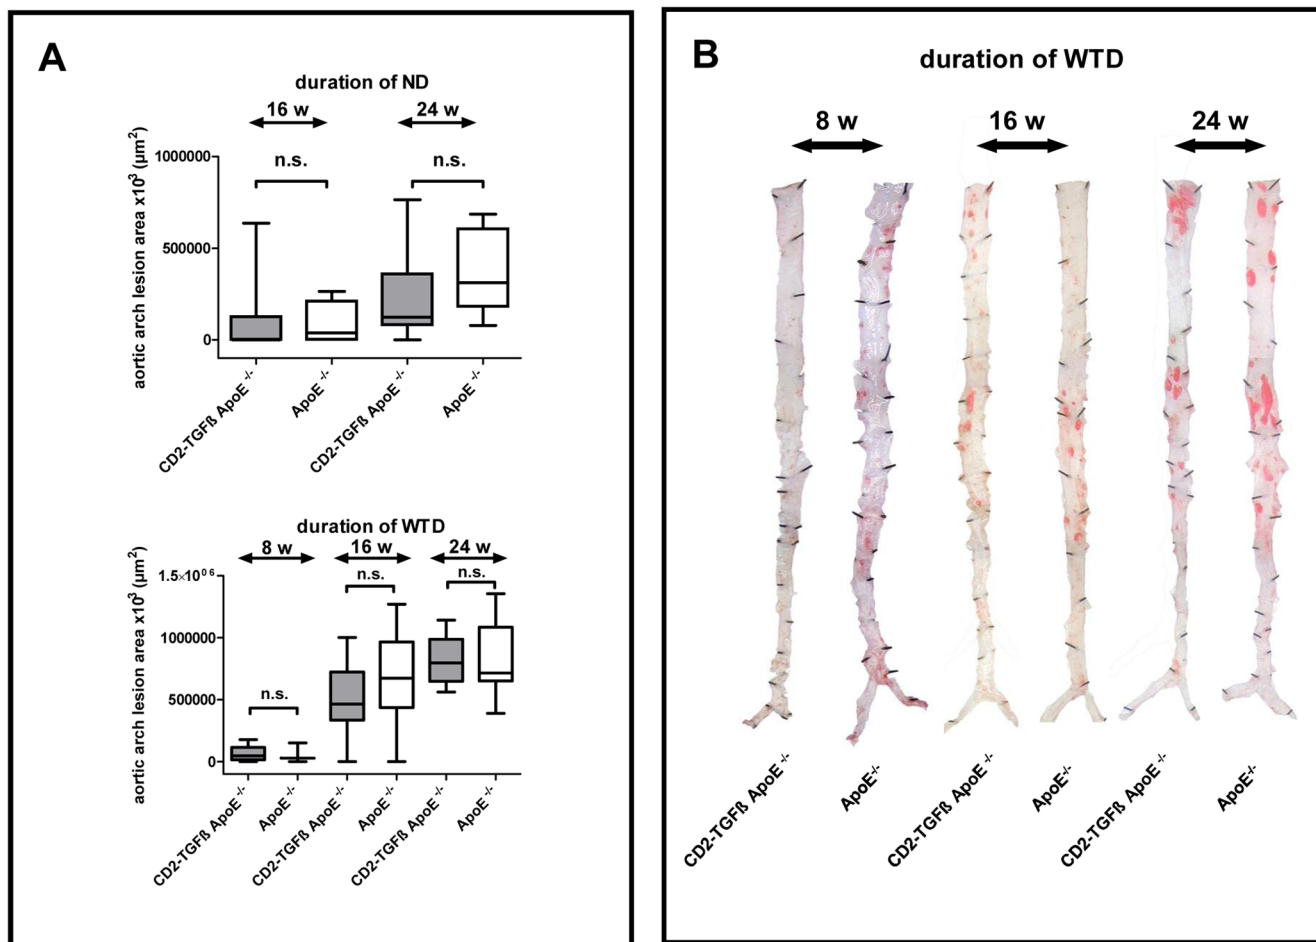 A
duration of ND
16 w 24 w
n.s. n.s.
aortic arch lesion area x10³ (µm²)
1000000
500000
0
CD2-TGFß ApoE⁻/⁻
ApoE⁻/⁻
CD2-TGFß ApoE⁻/⁻
ApoE⁻/⁻
duration of WTD
8 w 16 w 24 w
n.s. n.s. n.s.
aortic arch lesion area x10³ (µm²)
1.5×10⁰⁶
1000000
500000
0
CD2-TGFß ApoE⁻/⁻
ApoE⁻/⁻
CD2-TGFß ApoE⁻/⁻
ApoE⁻/⁻
CD2-TGFß ApoE⁻/⁻
ApoE⁻/⁻
B
duration of WTD
8 w 16 w 24 w
CD2-TGFß ApoE⁻/⁻
ApoE⁻/⁻
CD2-TGFß ApoE⁻/⁻
ApoE⁻/⁻
CD2-TGFß ApoE⁻/⁻
ApoE⁻/⁻